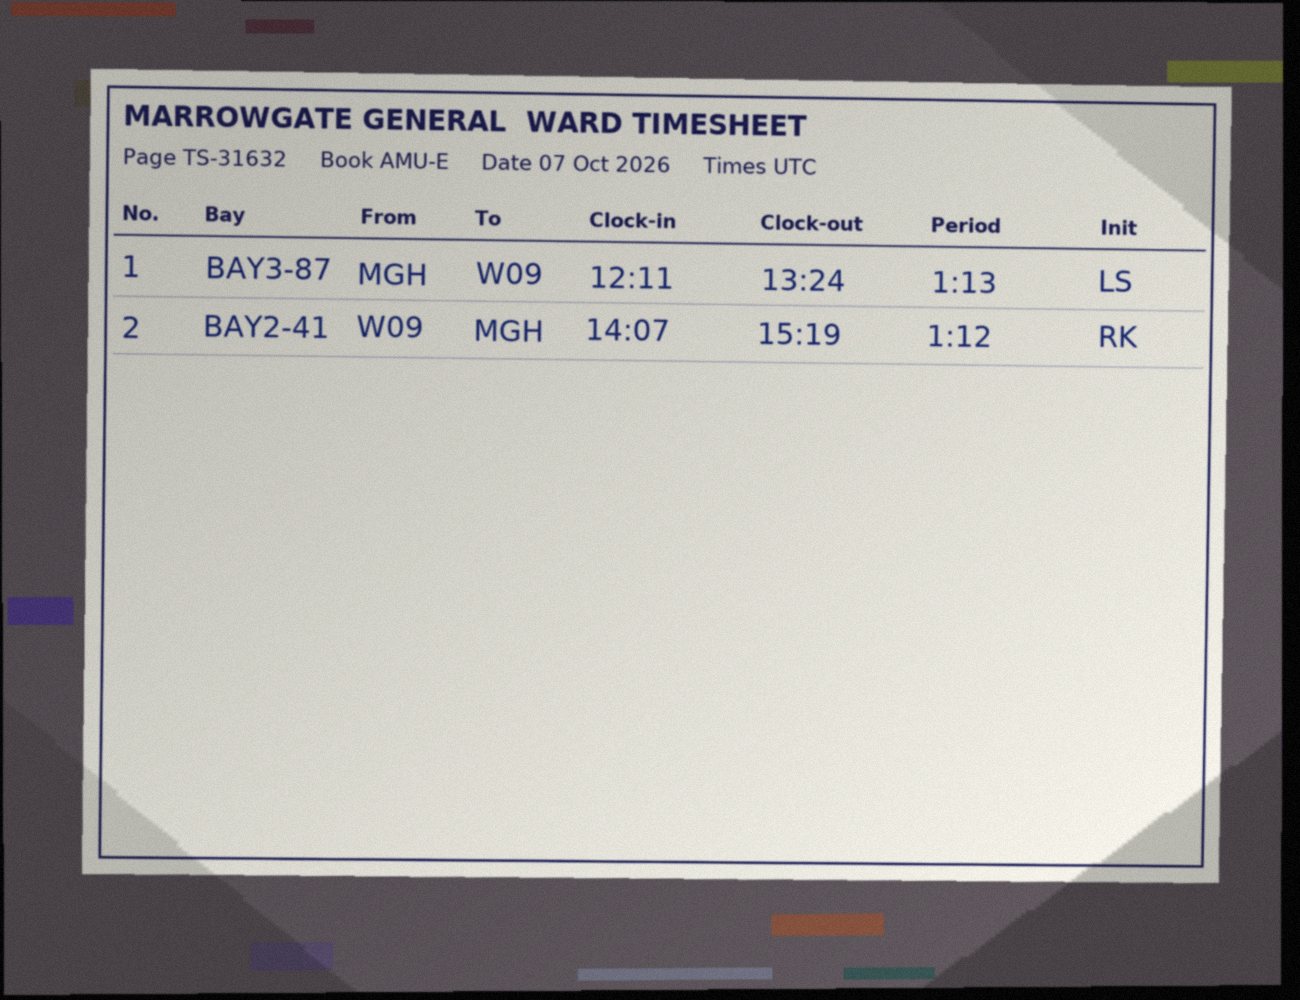 MARROWGATE GENERAL WARD TIMESHEET
Page TS-31632 Book AMU-E Date 07 Oct 2026 Times UTC
No. Bay From To Clock-in Clock-out Period Init
1 BAY3-87 MGH W09 12:11 13:24 1:13 LS
2 BAY2-41 W09 MGH 14:07 15:19 1:12 RK